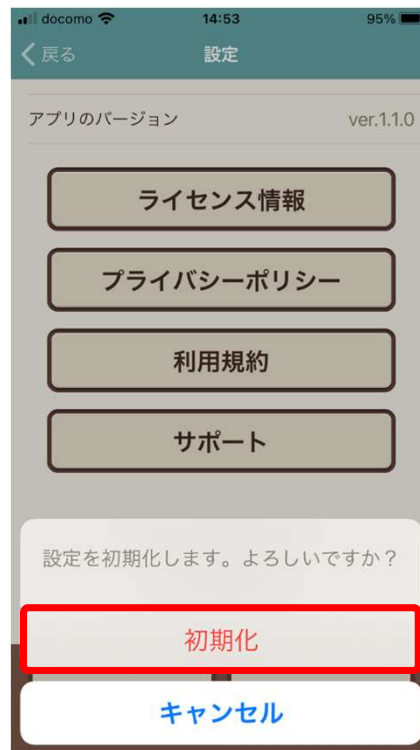 docomo 14:53 95%
戻る 設定
アプリのバージョン ver.1.1.0
ライセンス情報
プライバシーポリシー
利用規約
サポート
設定を初期化します。よろしいですか？
初期化
キャンセル